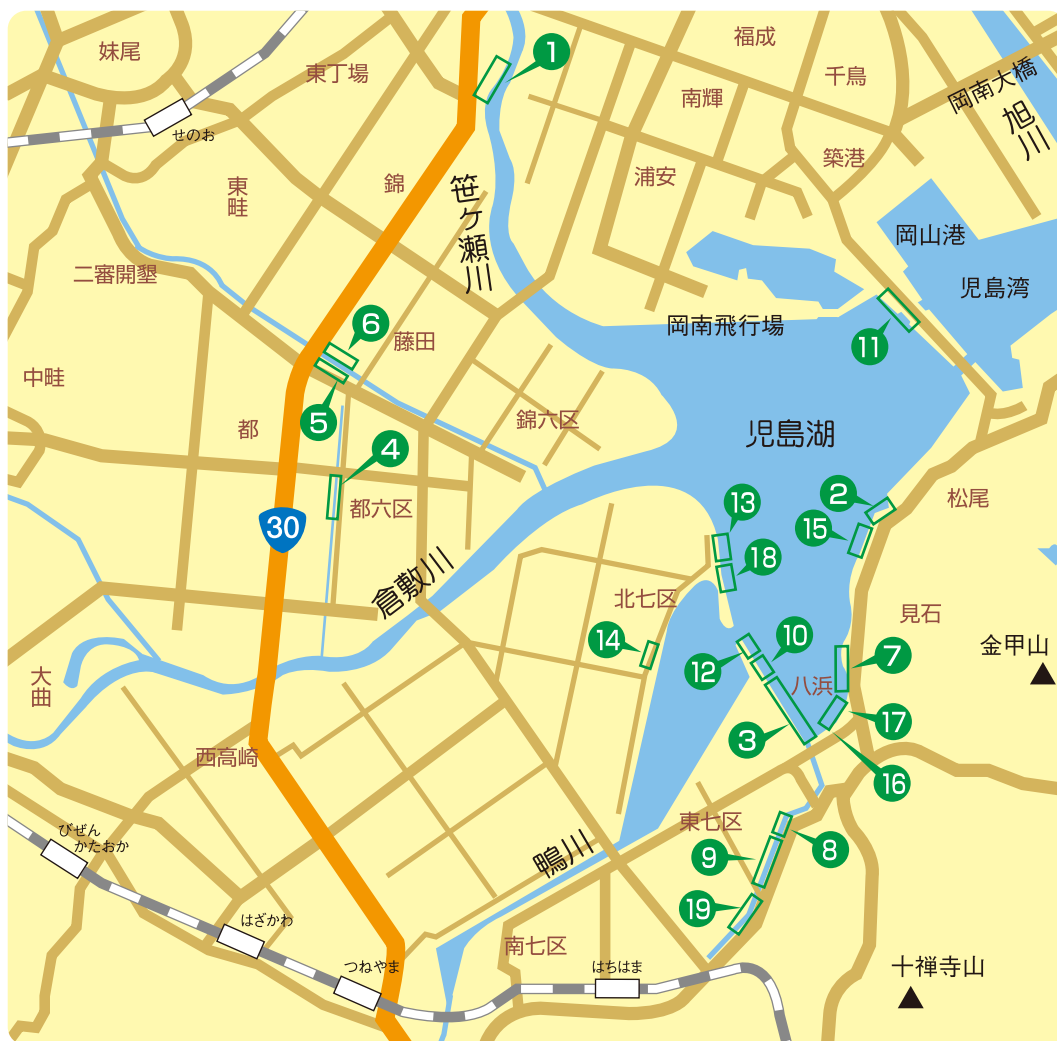 妹尾
せのお
東丁場
1
福成
千鳥
南輝
岡南大橋
旭川
築港
浦安
東畦
錦
笹ヶ瀬川
二審開墾
岡山港
児島湾
岡南飛行場
11
6
藤田
5
中畦
都
錦六区
児島湖
4
都六区
30
13
2
松尾
15
18
倉敷川
北七区
見石
14
12
10
7
金甲山
八浜
大曲
3
17
16
西高崎
東七区
8
9
鴨川
19
びぜん
かたおか
はざかわ
つねやま
南七区
はちはま
十禅寺山